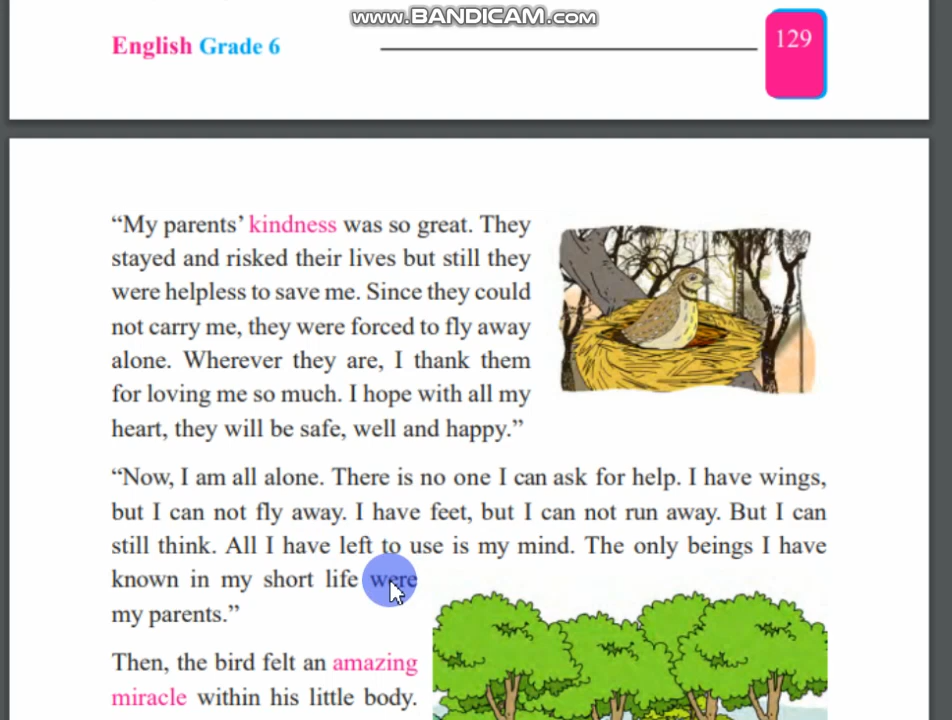 www.BANDICAM.com
English Grade 6
129
“My parents’ kindness was so great. They
stayed and risked their lives but still they
were helpless to save me. Since they could
not carry me, they were forced to fly away
alone. Wherever they are, I thank them
for loving me so much. I hope with all my
heart, they will be safe, well and happy.”
“Now, I am all alone. There is no one I can ask for help. I have wings,
but I can not fly away. I have feet, but I can not run away. But I can
still think. All I have left to use is my mind. The only beings I have
known in my short life were
my parents.”
Then, the bird felt an amazing
miracle within his little body.